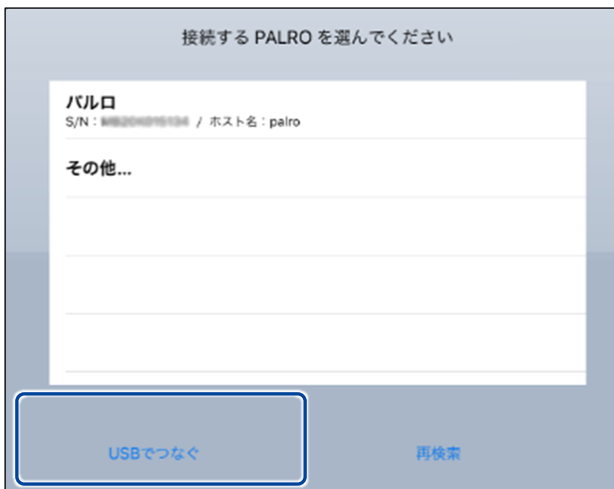 接続する PALRO を選んでください
パルロ
S/N : / ホスト名 : palro
その他...
USBでつなぐ
再検索